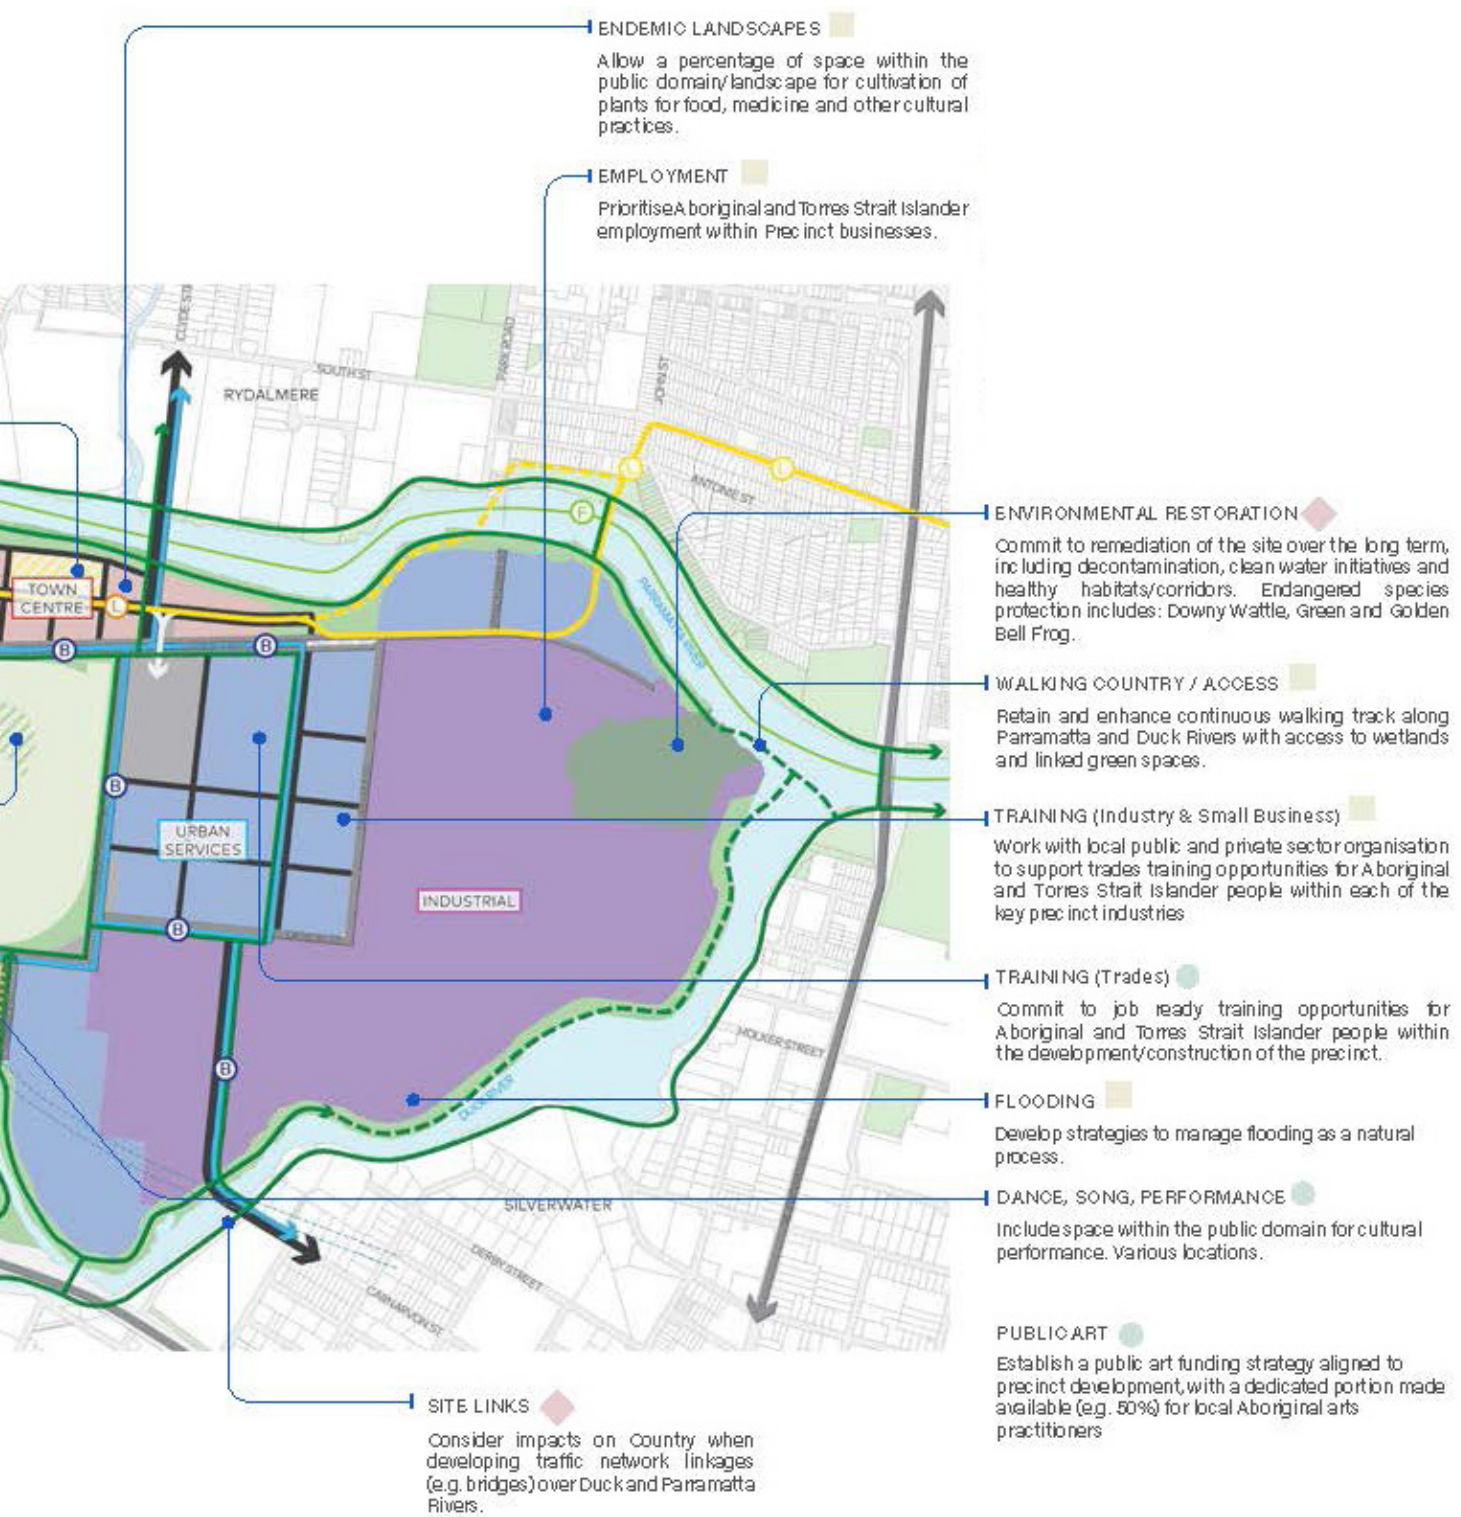 ENDEMIC LANDSCAPES
Allow a percentage of space within the
public domain/landscape for cultivation of
plants for food, medicine and other cultural
practices.
EMPLOYMENT
Prioritise Aboriginal and Torres Strait Islander
employment within Precinct businesses.
CLYDE ST
SOUTH ST
PARK ROAD
JOHN ST
RYDALMERE
L
L
ANTOINE ST
F
PARRAMATTA RIVER
TOWN
CENTRE
L
B
B
B
URBAN
SERVICES
INDUSTRIAL
B
B
HOLKER STREET
DUCK RIVER
SILVERWATER
DERBY STREET
CARNARVON ST
ENVIRONMENTAL RESTORATION
Commit to remediation of the site over the long term,
including decontamination, clean water initiatives and
healthy habitats/corridors. Endangered species
protection includes: Downy Wattle, Green and Golden
Bell Frog.
WALKING COUNTRY / ACCESS
Retain and enhance continuous walking track along
Parramatta and Duck Rivers with access to wetlands
and linked green spaces.
TRAINING (Industry & Small Business)
Work with local public and private sector organisation
to support trades training opportunities for Aboriginal
and Torres Strait Islander people within each of the
key precinct industries
TRAINING (Trades)
Commit to job ready training opportunities for
Aboriginal and Torres Strait Islander people within
the development/construction of the precinct.
FLOODING
Develop strategies to manage flooding as a natural
process.
DANCE, SONG, PERFORMANCE
Include space within the public domain for cultural
performance. Various locations.
PUBLIC ART
Establish a public art funding strategy aligned to
precinct development, with a dedicated portion made
available (e.g. 50%) for local Aboriginal arts
practitioners
SITE LINKS
Consider impacts on Country when
developing traffic network linkages
(e.g. bridges) over Duck and Parramatta
Rivers.